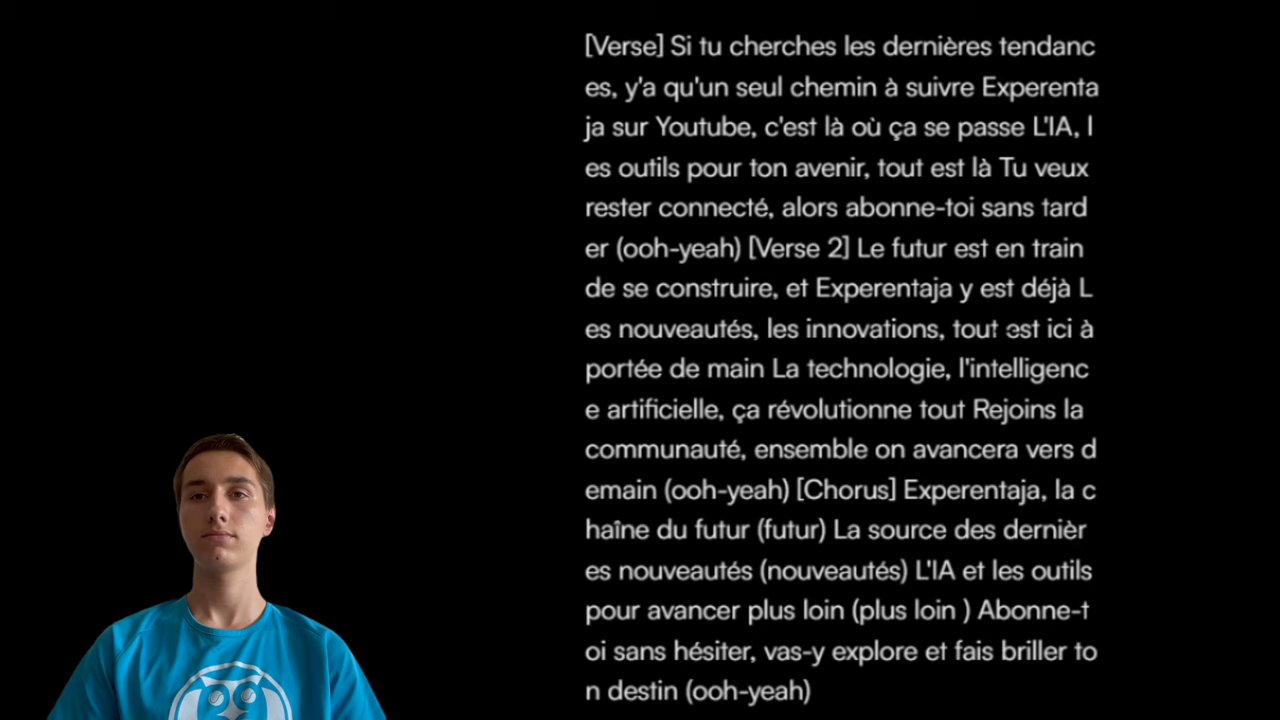 [Verse] Si tu cherches les dernières tendanc
es, y'a qu'un seul chemin à suivre Experenta
ja sur Youtube, c'est là où ça se passe L'IA, l
es outils pour ton avenir, tout est là Tu veux
rester connecté, alors abonne-toi sans tard
er (ooh-yeah) [Verse 2] Le futur est en train
de se construire, et Experentaja y est déjà L
es nouveautés, les innovations, tout est ici à
portée de main La technologie, l'intelligenc
e artificielle, ça révolutionne tout Rejoins la
communauté, ensemble on avancera vers d
emain (ooh-yeah) [Chorus] Experentaja, la c
haîne du futur (futur) La source des dernièr
es nouveautés (nouveautés) L'IA et les outils
pour avancer plus loin (plus loin ) Abonne-t
oi sans hésiter, vas-y explore et fais briller to
n destin (ooh-yeah)